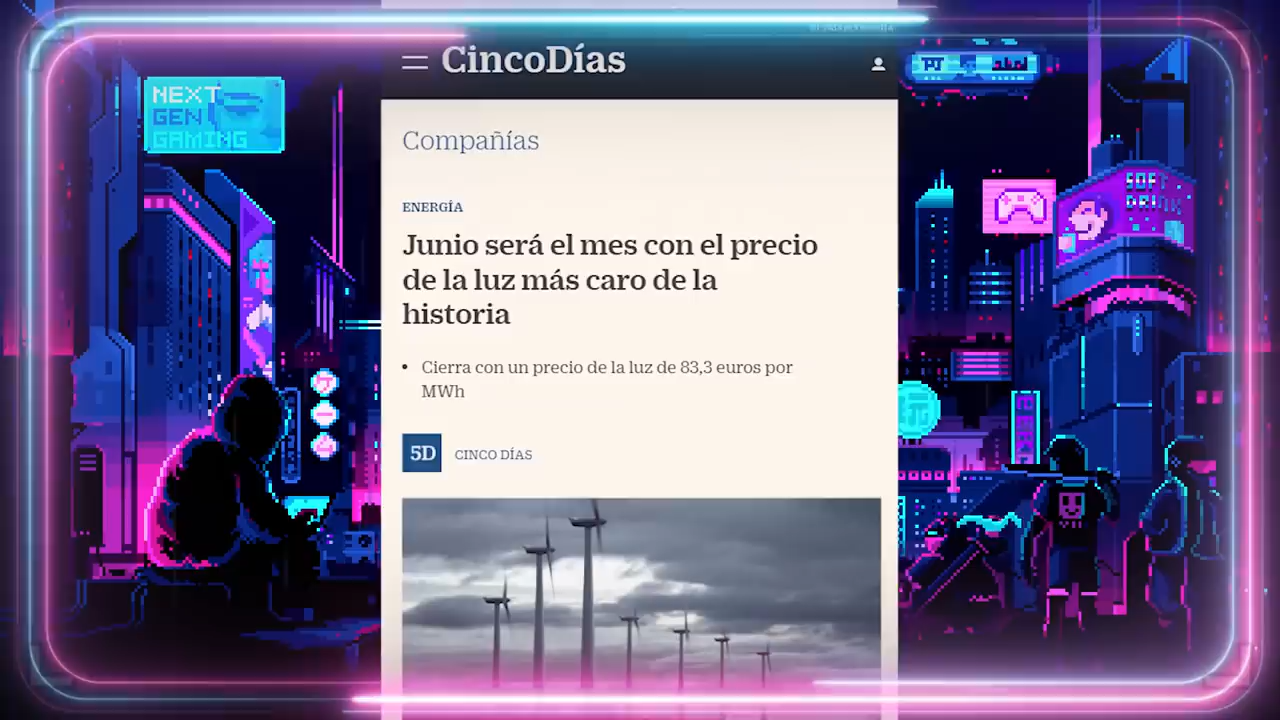 CincoDías
NEXT
GEN
GAMING
Compañías
SOFT
DRINK
ENERGÍA
Junio será el mes con el precio
de la luz más caro de la
historia
• Cierra con un precio de la luz de 83,3 euros por
MWh
5D CINCO DÍAS